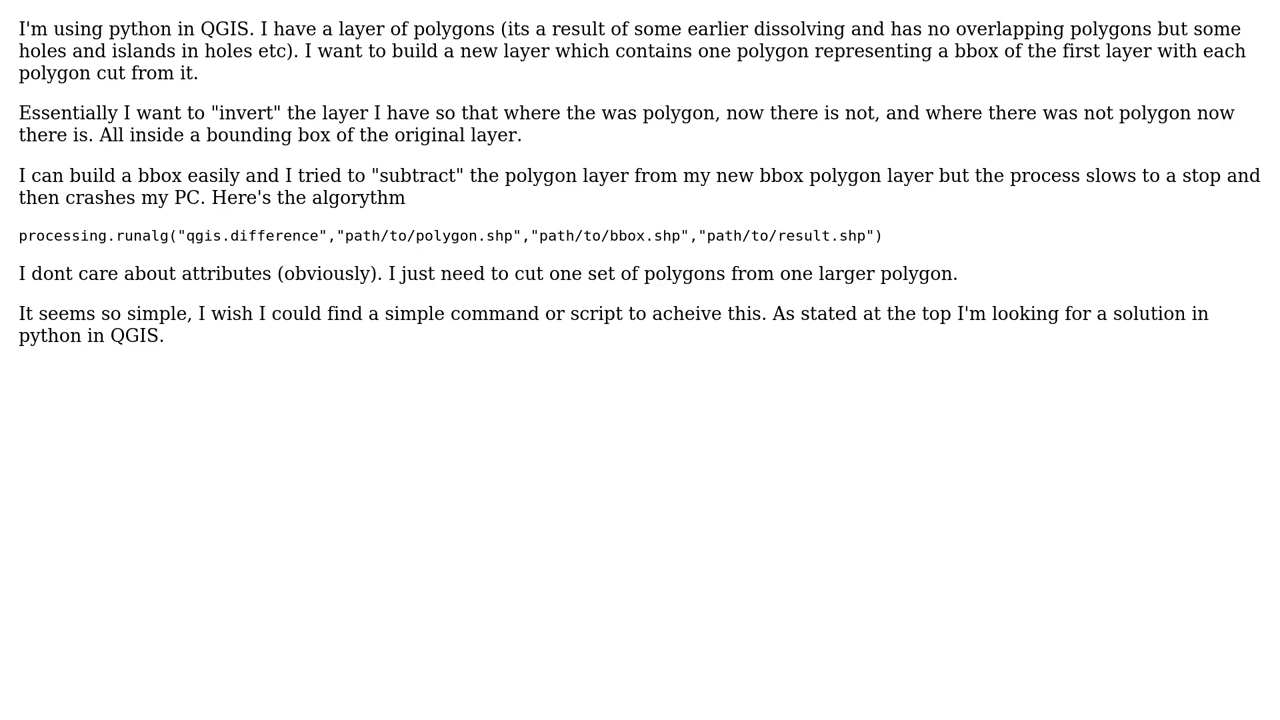 I'm using python in QGIS. I have a layer of polygons (its a result of some earlier dissolving and has no overlapping polygons but some
holes and islands in holes etc). I want to build a new layer which contains one polygon representing a bbox of the first layer with each
polygon cut from it.
Essentially I want to "invert" the layer I have so that where the was polygon, now there is not, and where there was not polygon now
there is. All inside a bounding box of the original layer.
I can build a bbox easily and I tried to "subtract" the polygon layer from my new bbox polygon layer but the process slows to a stop and
then crashes my PC. Here's the algorythm
processing.runalg("qgis.difference","path/to/polygon.shp","path/to/bbox.shp","path/to/result.shp")
I dont care about attributes (obviously). I just need to cut one set of polygons from one larger polygon.
It seems so simple, I wish I could find a simple command or script to acheive this. As stated at the top I'm looking for a solution in
python in QGIS.